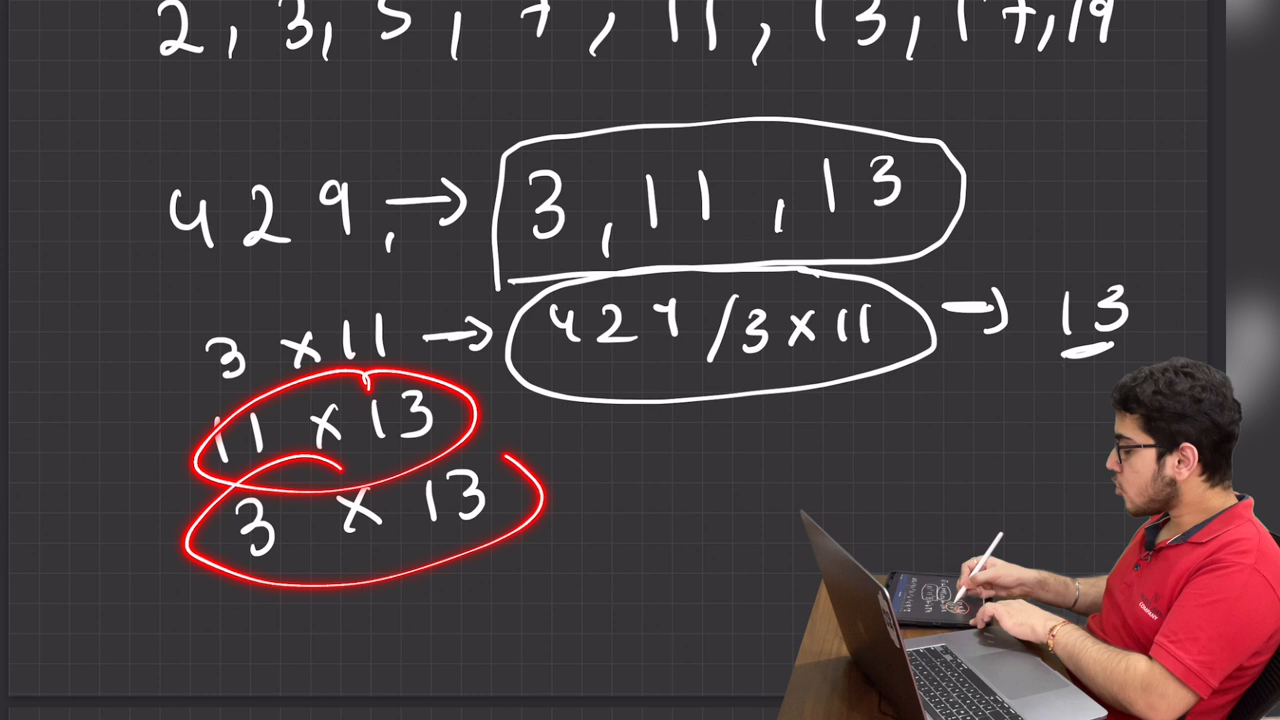 2, 3, 5, 7, 11, 13, 17, 19
429, → 3, 11, 13
3 x 11 → 429/3 x 11 → 13
11 x 13
3 x 13
COMPANY